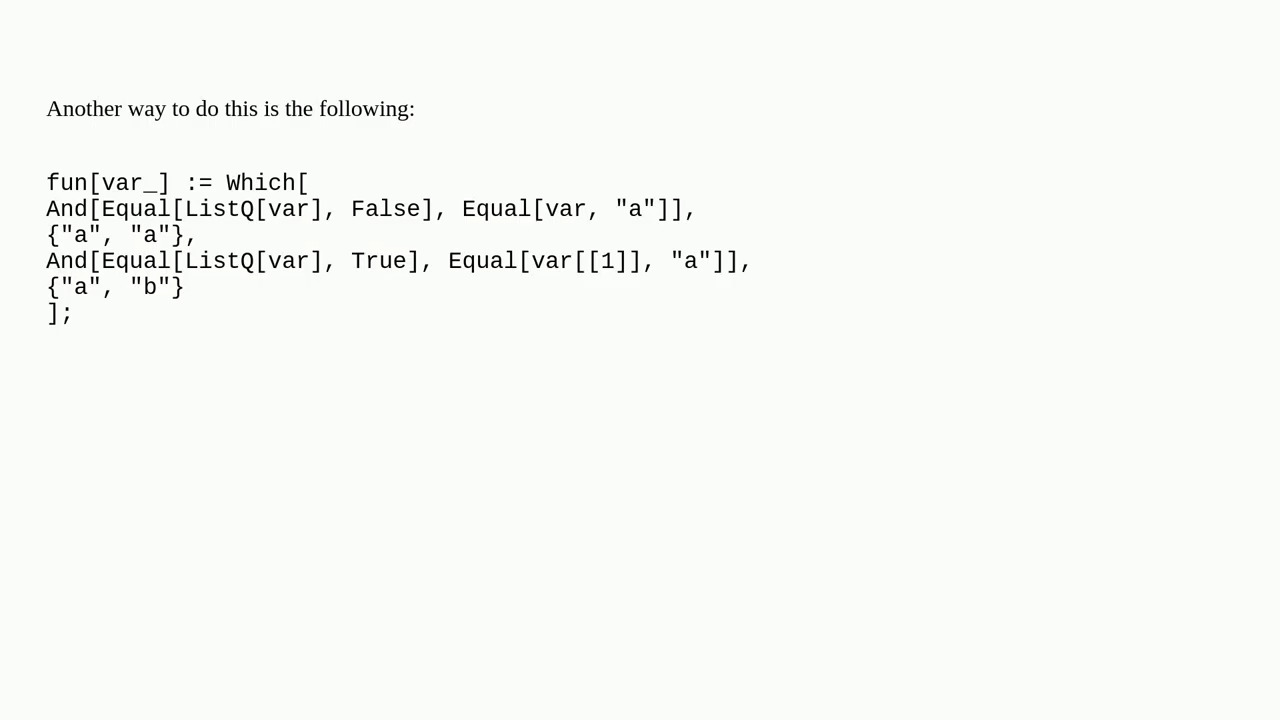 Another way to do this is the following:
fun[var_] := Which[
And[Equal[ListQ[var], False], Equal[var, "a"]],
{"a", "a"},
And[Equal[ListQ[var], True], Equal[var[[1]], "a"]],
{"a", "b"}
];